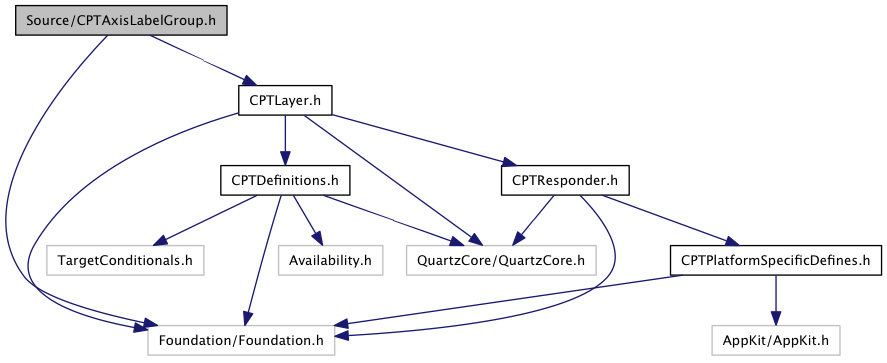 Source/CPTAxisLabelGroup.h
CPTLayer.h
CPTDefinitions.h
CPTResponder.h
TargetConditionals.h
Availability.h
QuartzCore/QuartzCore.h
CPTPlatformSpecificDefines.h
Foundation/Foundation.h
AppKit/AppKit.h